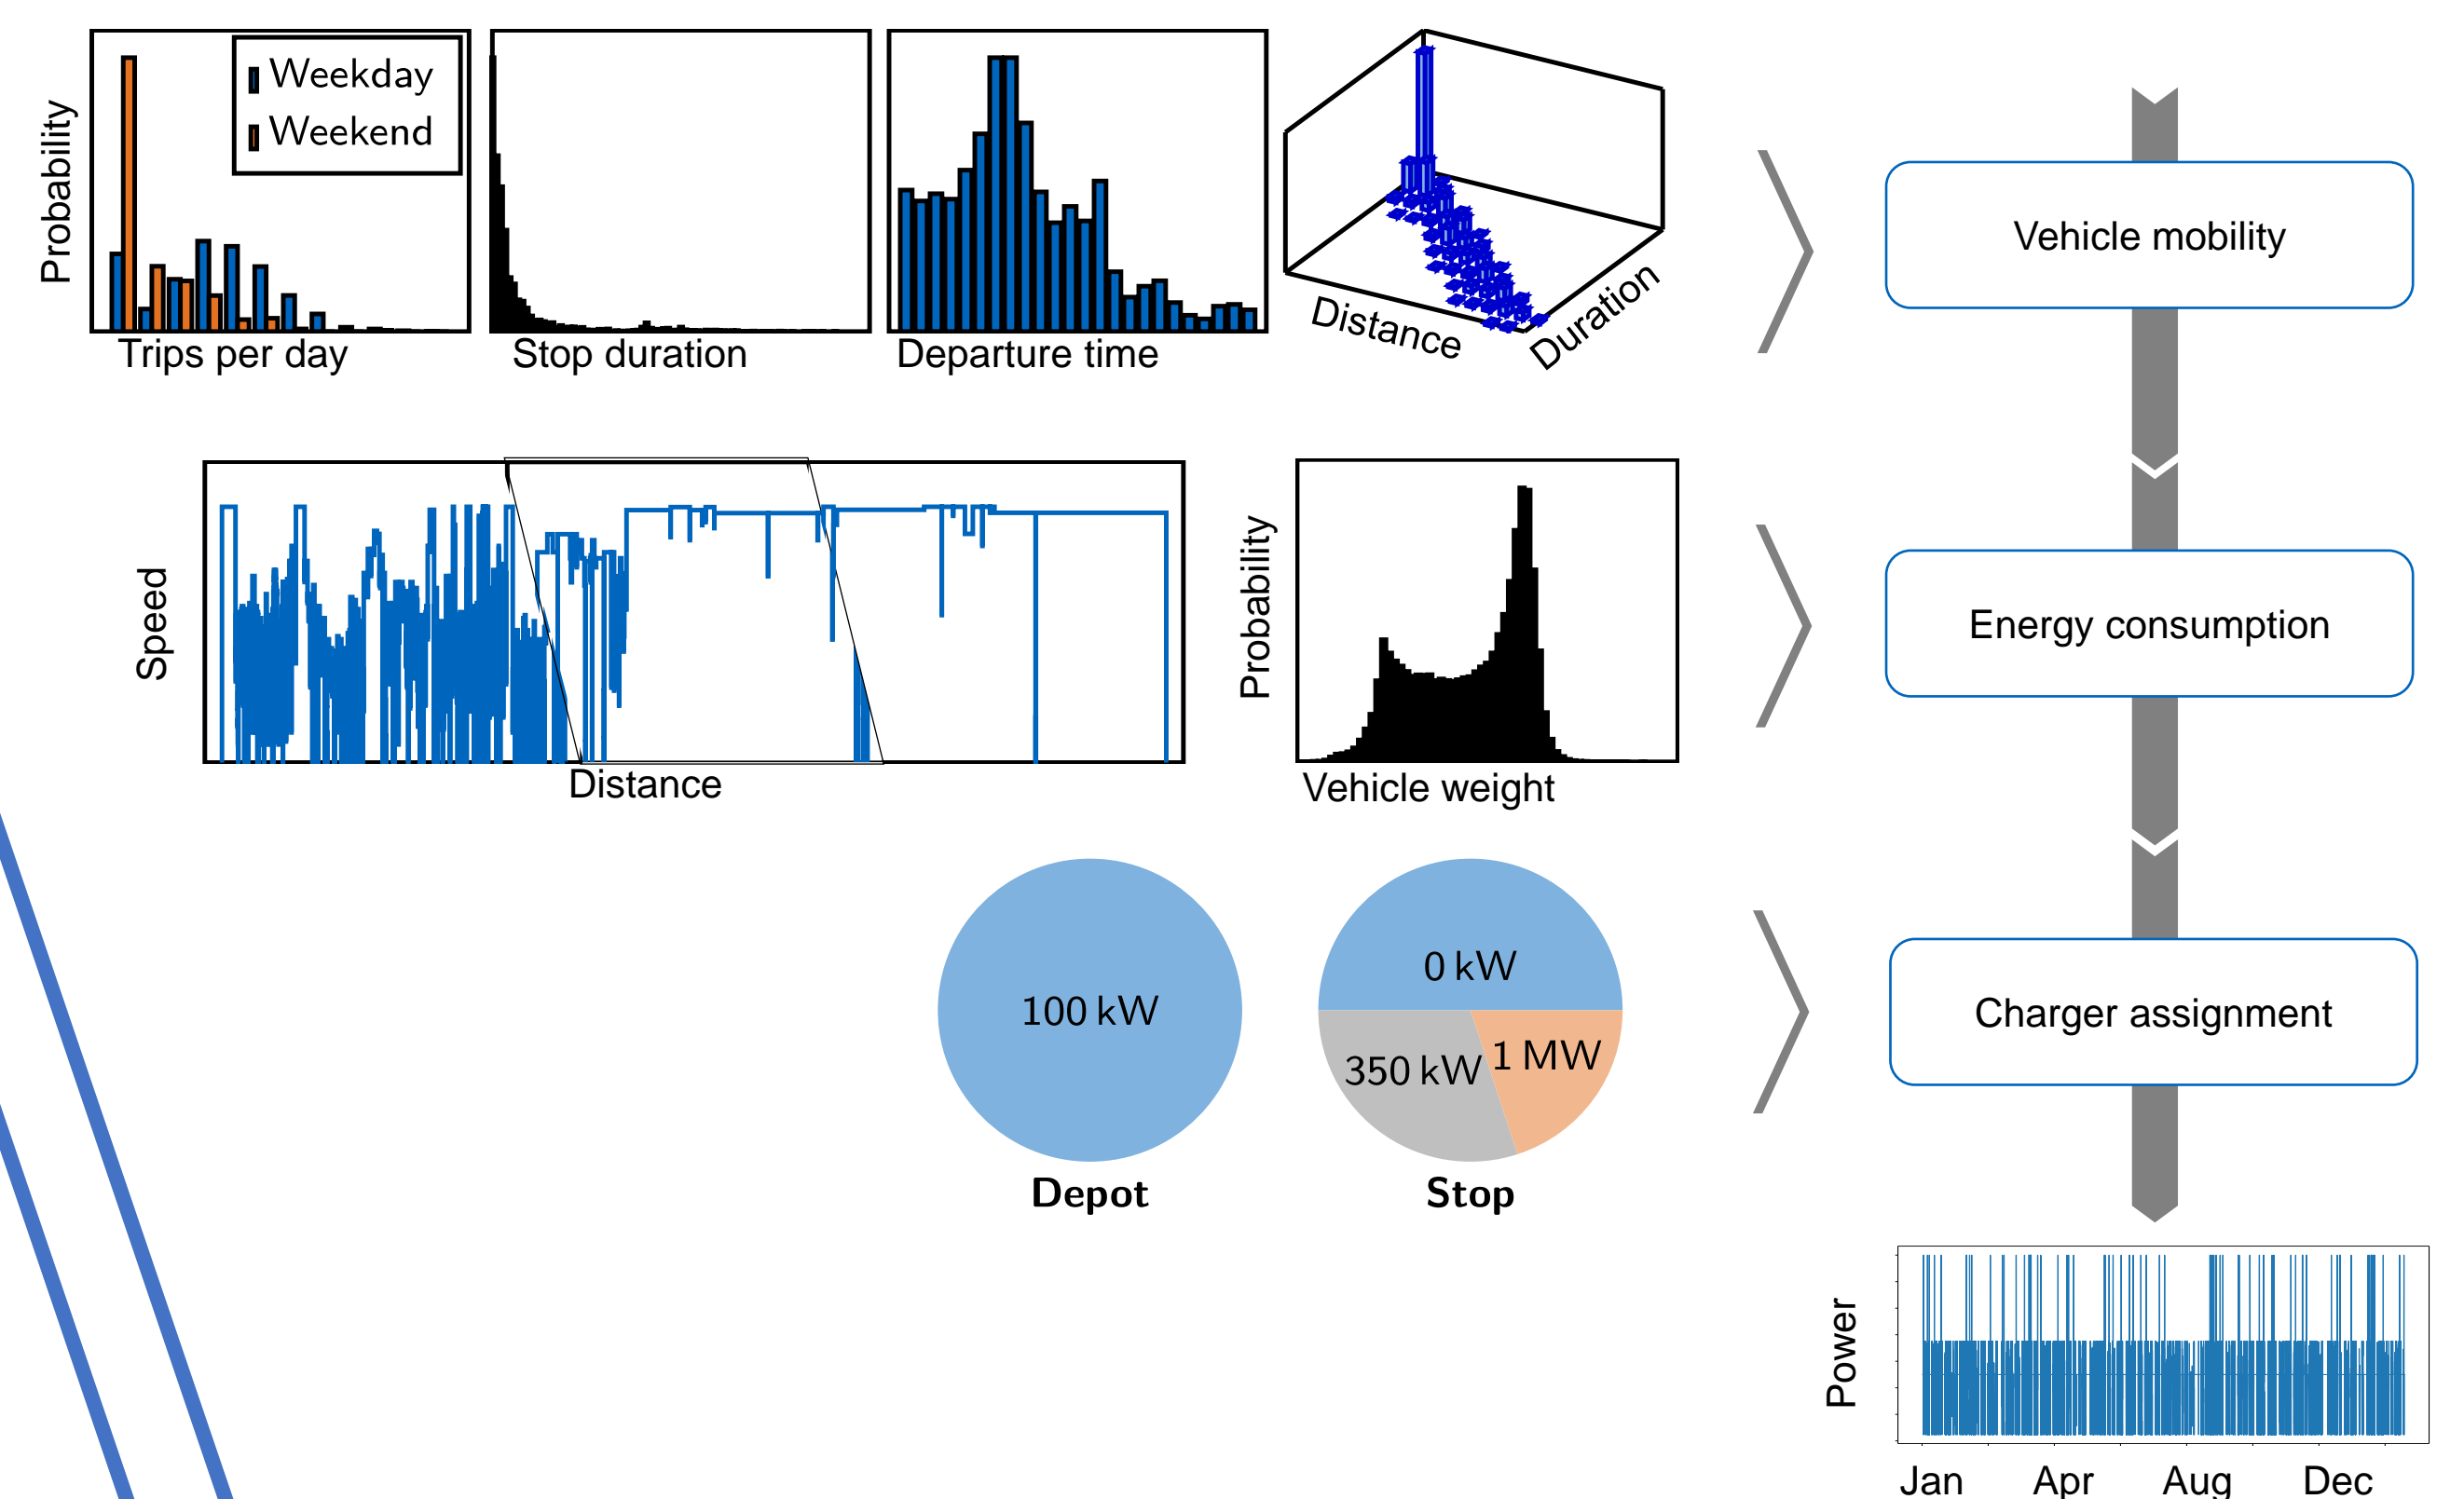 Probability
Weekday
Weekend
Trips per day
Stop duration
Departure time
Distance
Duration
Vehicle mobility
Speed
Distance
Probability
Vehicle weight
Energy consumption
100 kW
Depot
0 kW
350 kW
1 MW
Stop
Charger assignment
Power
Jan Apr Aug Dec